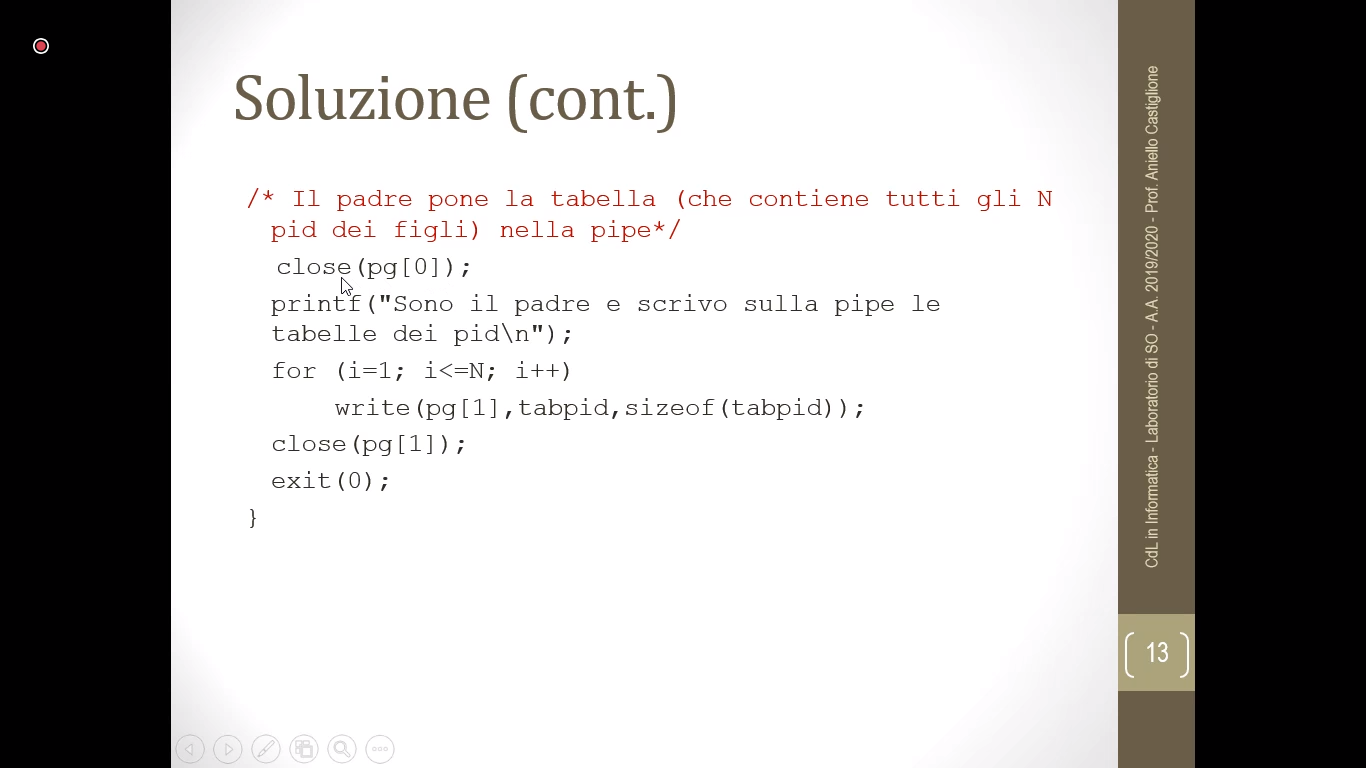 Soluzione (cont.)
/* Il padre pone la tabella (che contiene tutti gli N
pid dei figli) nella pipe*/
close(pg[0]);
printf("Sono il padre e scrivo sulla pipe le
tabelle dei pid\n");
for (i=1; i<=N; i++)
write(pg[1],tabpid,sizeof(tabpid));
close(pg[1]);
exit(0);
}
CdL in Informatica - Laboratorio di SO - A.A. 2019/2020 - Prof. Aniello Castiglione
13